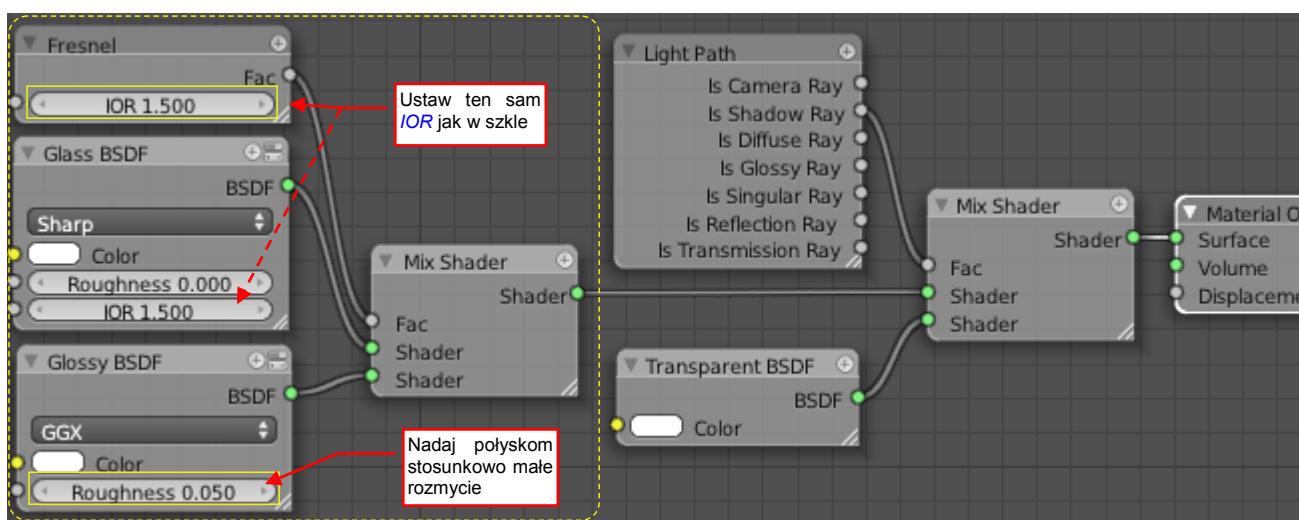 Fresnel
Fac
IOR 1.500
Glass BSDF
BSDF
Sharp
Color
Roughness 0.000
IOR 1.500
Glossy BSDF
BSDF
GGX
Color
Roughness 0.050
Ustaw ten sam
IOR jak w szkle
Mix Shader
Shader
Fac
Shader
Shader
Nadaj połyskom
stosunkowo małe
rozmycie
Light Path
Is Camera Ray
Is Shadow Ray
Is Diffuse Ray
Is Glossy Ray
Is Singular Ray
Is Reflection Ray
Is Transmission Ray
Transparent BSDF
BSDF
Color
Mix Shader
Shader
Fac
Shader
Shader
Material O
Surface
Volume
Displaceme